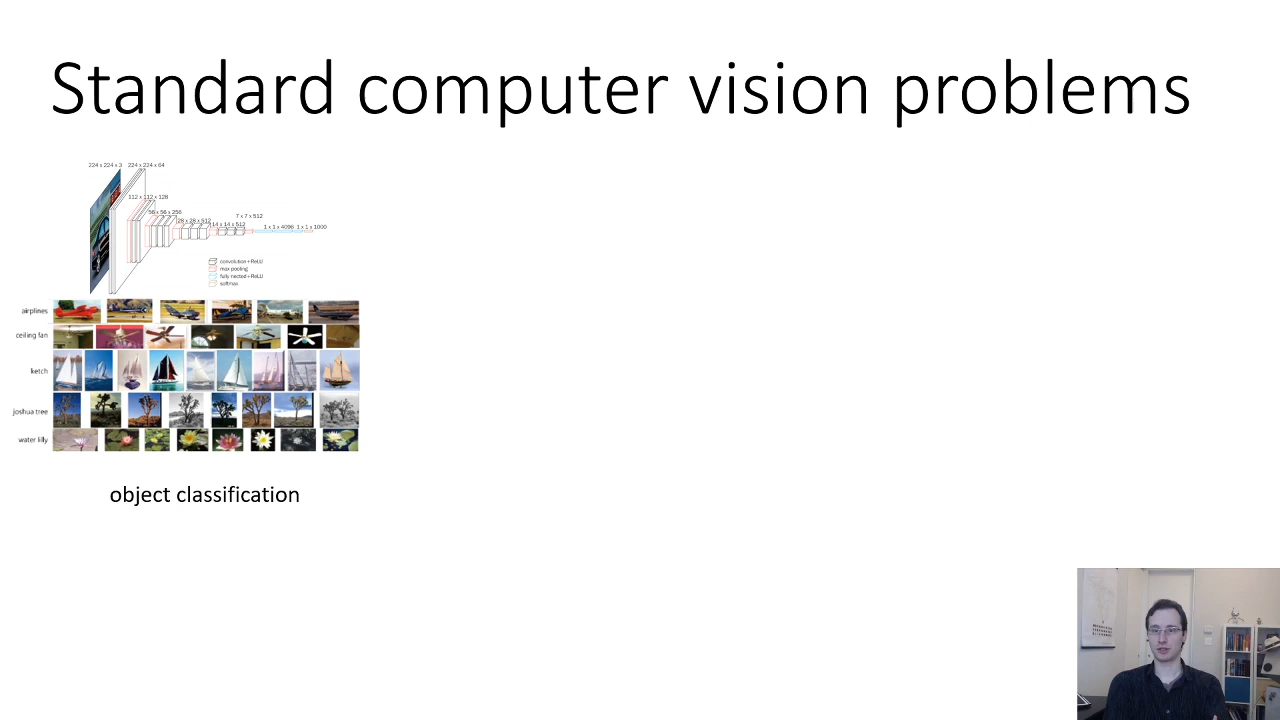 Standard computer vision problems
224 x 224 x 3 224 x 224 x 64
112 x 112 x 128
56 x 56 x 256
28 x 28 x 512
14 x 14 x 512
7 x 7 x 512
1 x 1 x 4096 1 x 1 x 1000
convolution+ReLU
max pooling
fully nected+ReLU
softmax
airplines
ceiling fan
ketch
joshua tree
water lilly
object classification